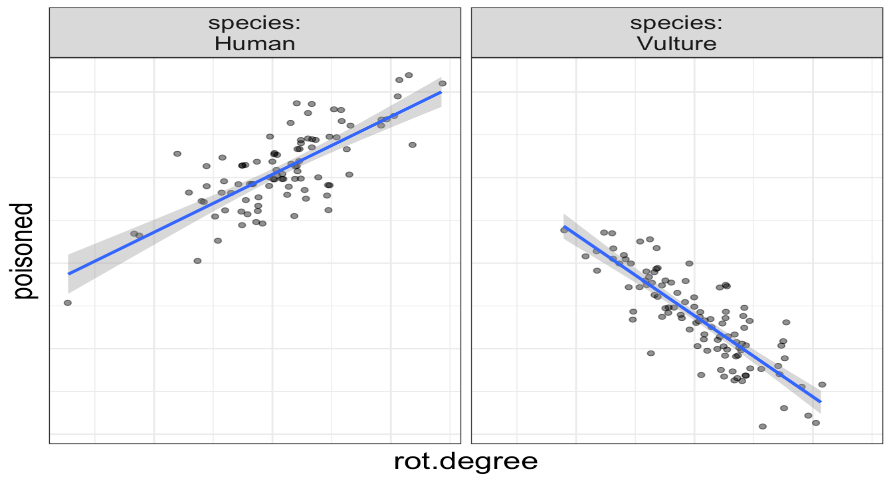 species:
Human
species:
Vulture
poisoned
rot.degree